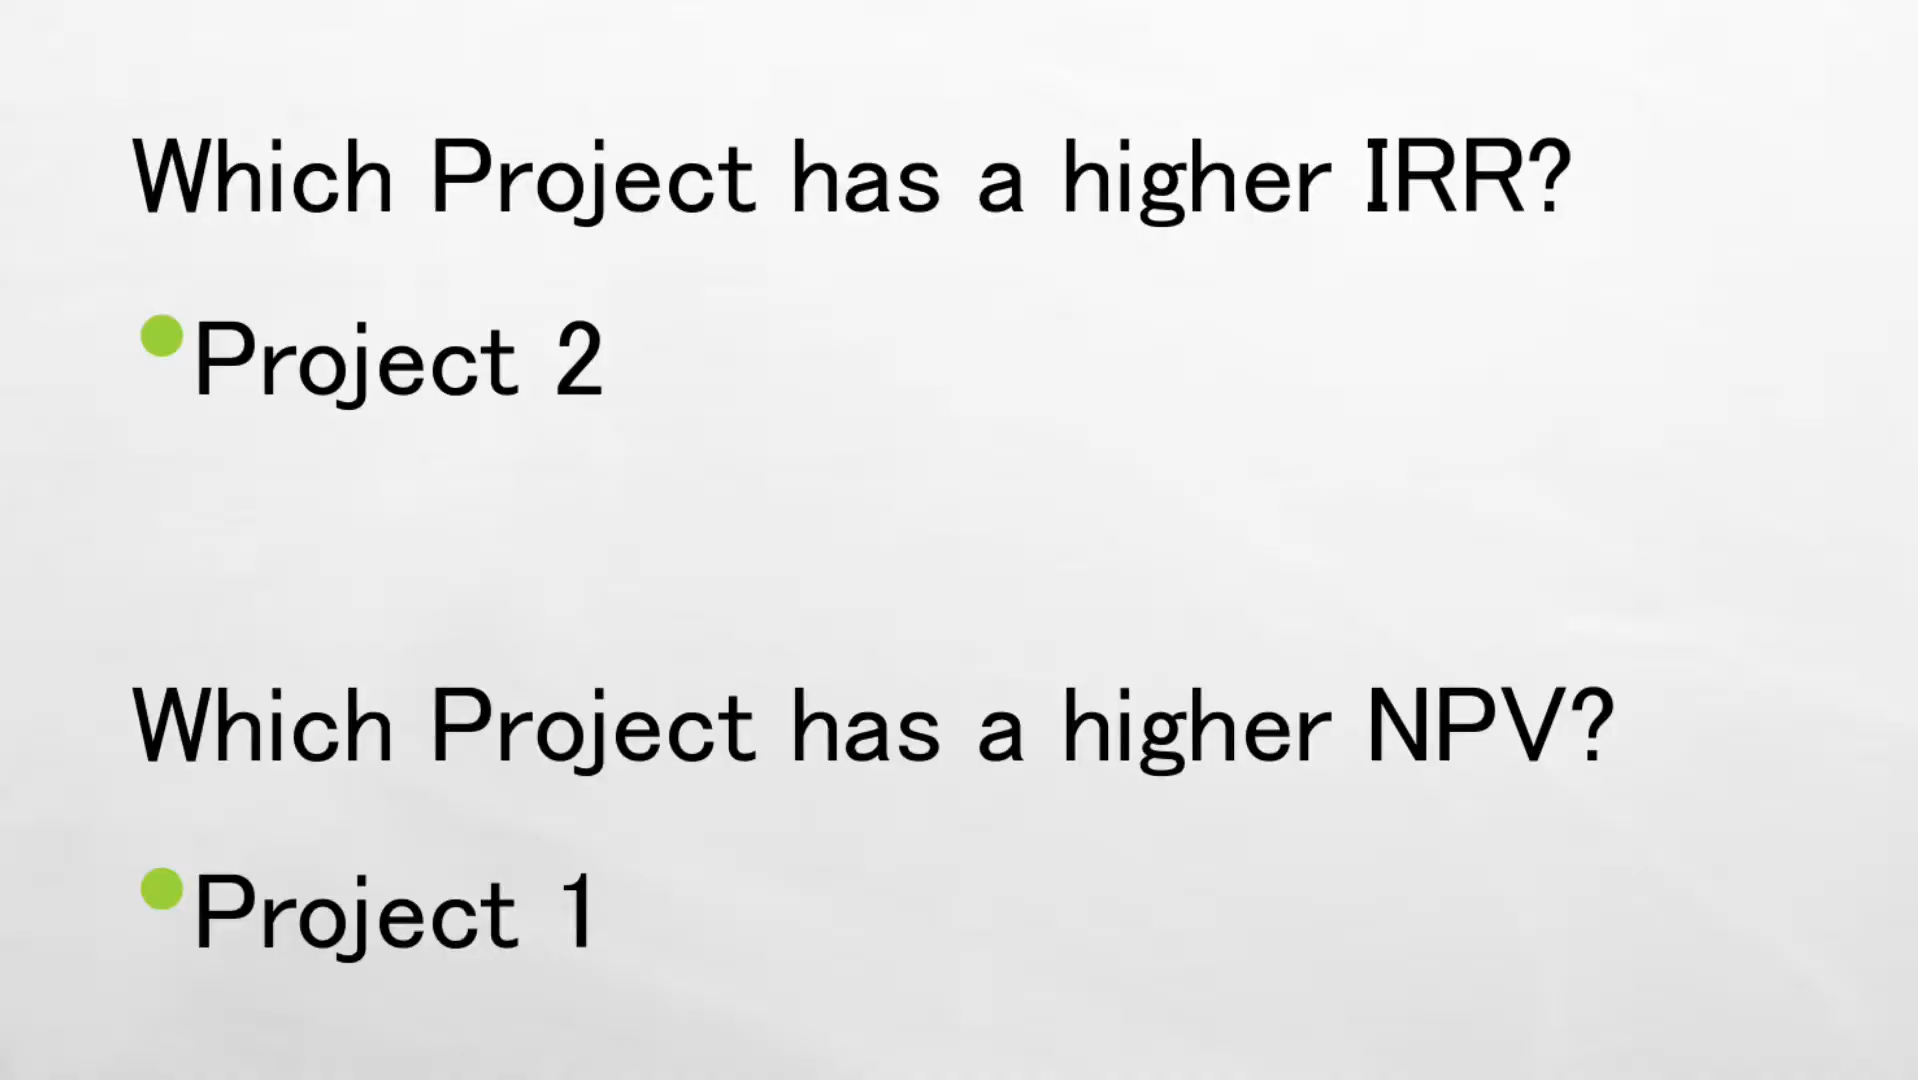 Which Project has a higher IRR?
Project 2
Which Project has a higher NPV?
Project 1